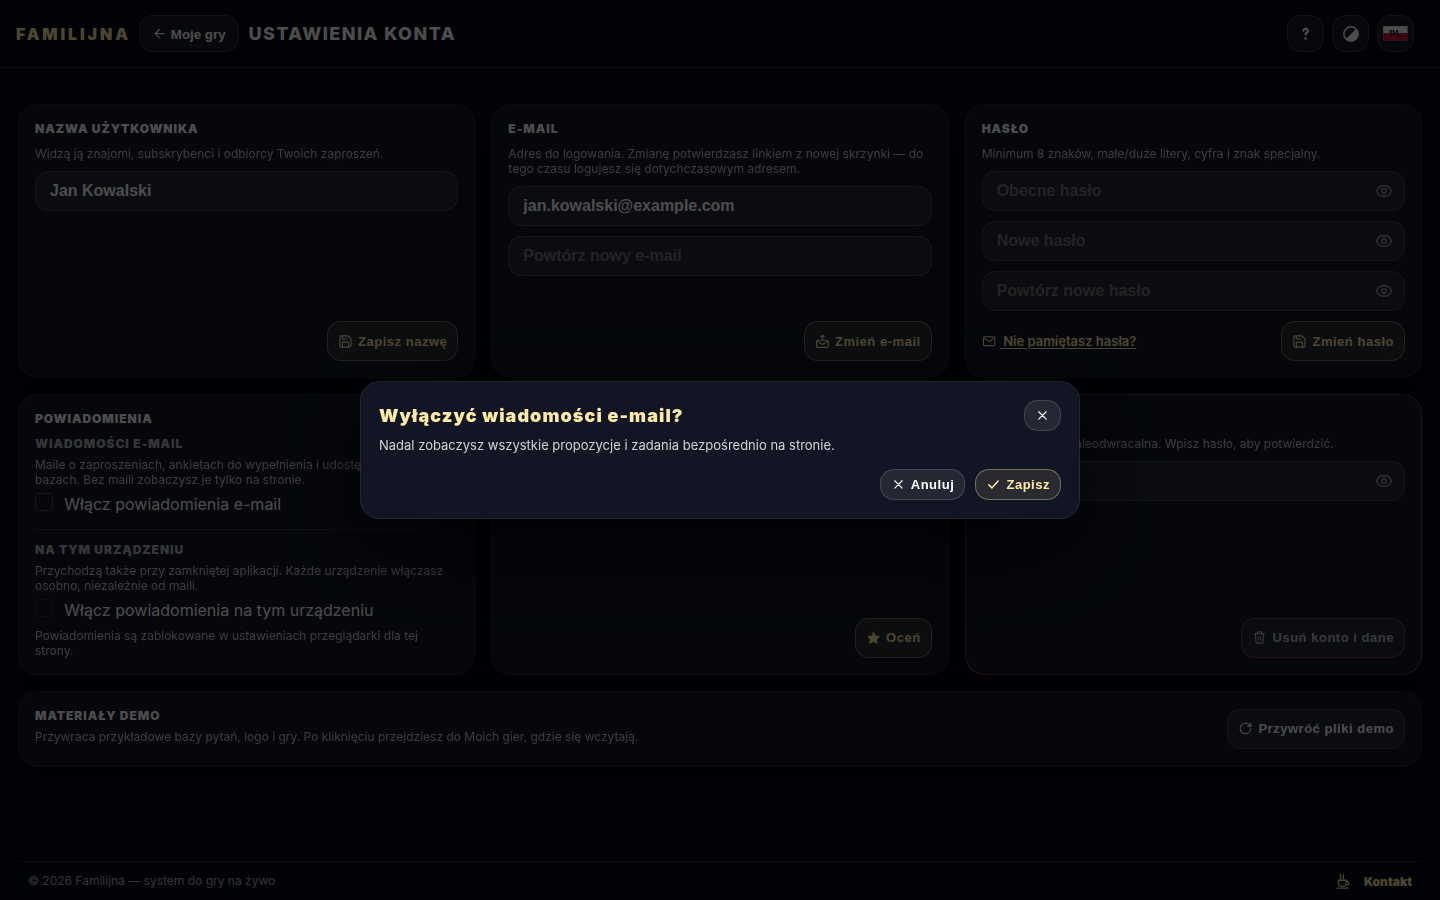 FAMILIJNA
Moje gry
USTAWIENIA KONTA
?
PL
NAZWA UŻYTKOWNIKA
Widzą ją znajomi, subskrybenci i odbiorcy Twoich zaproszeń.
Jan Kowalski
Zapisz nazwę
E-MAIL
Adres do logowania. Zmianę potwierdzasz linkiem z nowej skrzynki — do
tego czasu logujesz się dotychczasowym adresem.
jan.kowalski@example.com
Powtórz nowy e-mail
Zmień e-mail
HASŁO
Minimum 8 znaków, małe/duże litery, cyfra i znak specjalny.
Obecne hasło
Nowe hasło
Powtórz nowe hasło
Nie pamiętasz hasła?
Zmień hasło
Wyłączyć wiadomości e-mail?
Nadal zobaczysz wszystkie propozycje i zadania bezpośrednio na stronie.
Anuluj
Zapisz
POWIADOMIENIA
WIADOMOŚCI E-MAIL
Maile o zaproszeniach, ankietach do wypełnienia i
bazach. Bez maili zobaczysz je tylko na stronie.
Włącz powiadomienia e-mail
NA TYM URZĄDZENIU
Przychodzą także przy zamkniętej aplikacji. Każde urządzenie włączasz
osobno, niezależnie od maili.
Włącz powiadomienia na tym urządzeniu
Powiadomienia są zablokowane w ustawieniach przeglądarki dla tej
strony.
Oceń
nieodwracalna. Wpisz hasło, aby potwierdzić.
Usuń konto i dane
MATERIAŁY DEMO
Przywraca przykładowe bazy pytań, logo i gry. Po kliknięciu przejdziesz do Moich gier, gdzie się wczytają.
Przywróć pliki demo
© 2026 Familijna — system do gry na żywo
Kontakt